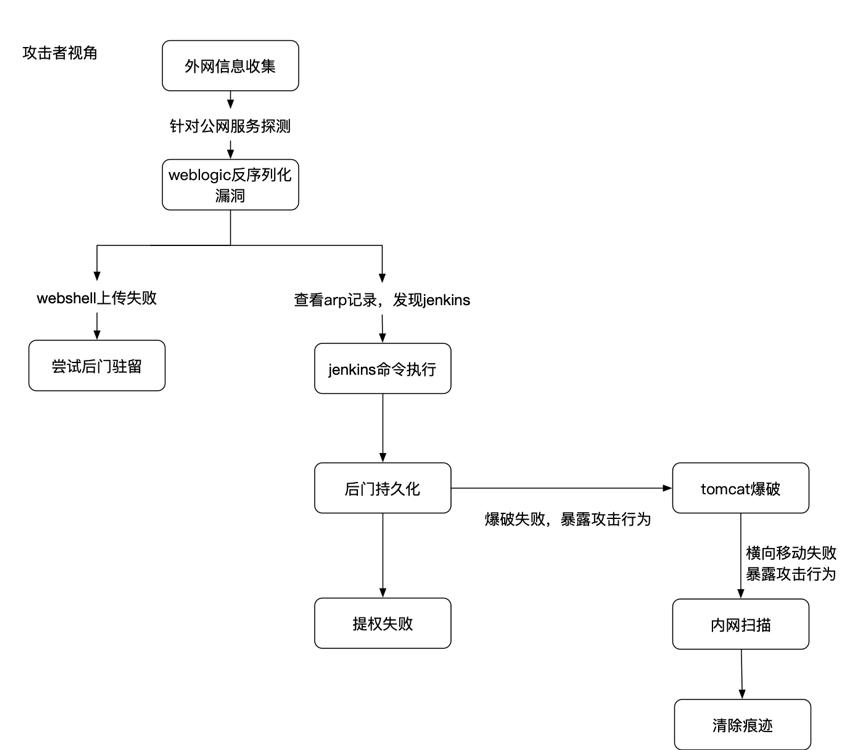 攻击者视角
外网信息收集
针对公网服务探测
weblogic反序列化
漏洞
webshell上传失败
查看arp记录，发现jenkins
尝试后门驻留
jenkins命令执行
后门持久化
tomcat爆破
爆破失败，暴露攻击行为
横向移动失败
暴露攻击行为
提权失败
内网扫描
清除痕迹